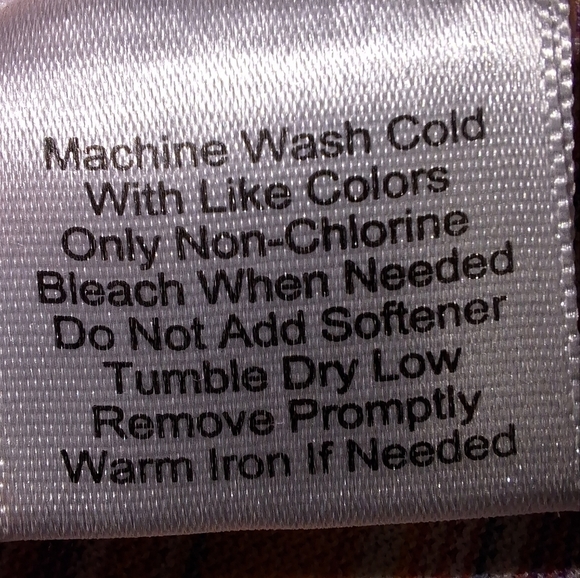 Machine Wash Cold
With Like Colors
Only Non-Chlorine
Bleach When Needed
Do Not Add Softener
Tumble Dry Low
Remove Promptly
Warm Iron If Needed